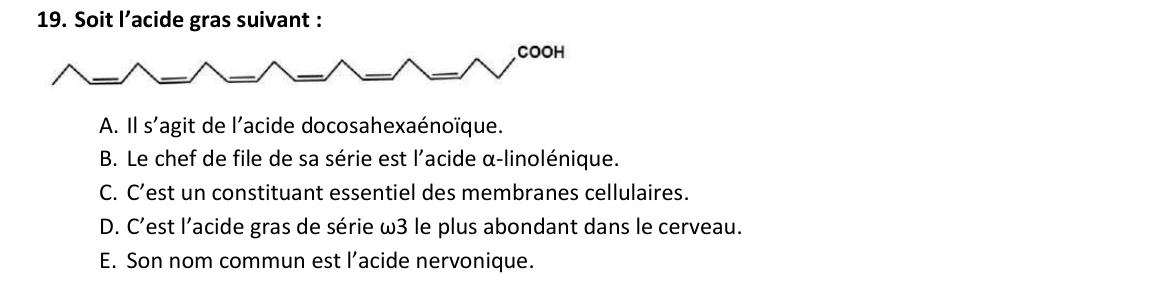 19. Soit l’acide gras suivant :
COOH
A. Il s’agit de l’acide docosahexaénoïque.
B. Le chef de file de sa série est l’acide α-linolénique.
C. C’est un constituant essentiel des membranes cellulaires.
D. C’est l’acide gras de série ω3 le plus abondant dans le cerveau.
E. Son nom commun est l’acide nervonique.